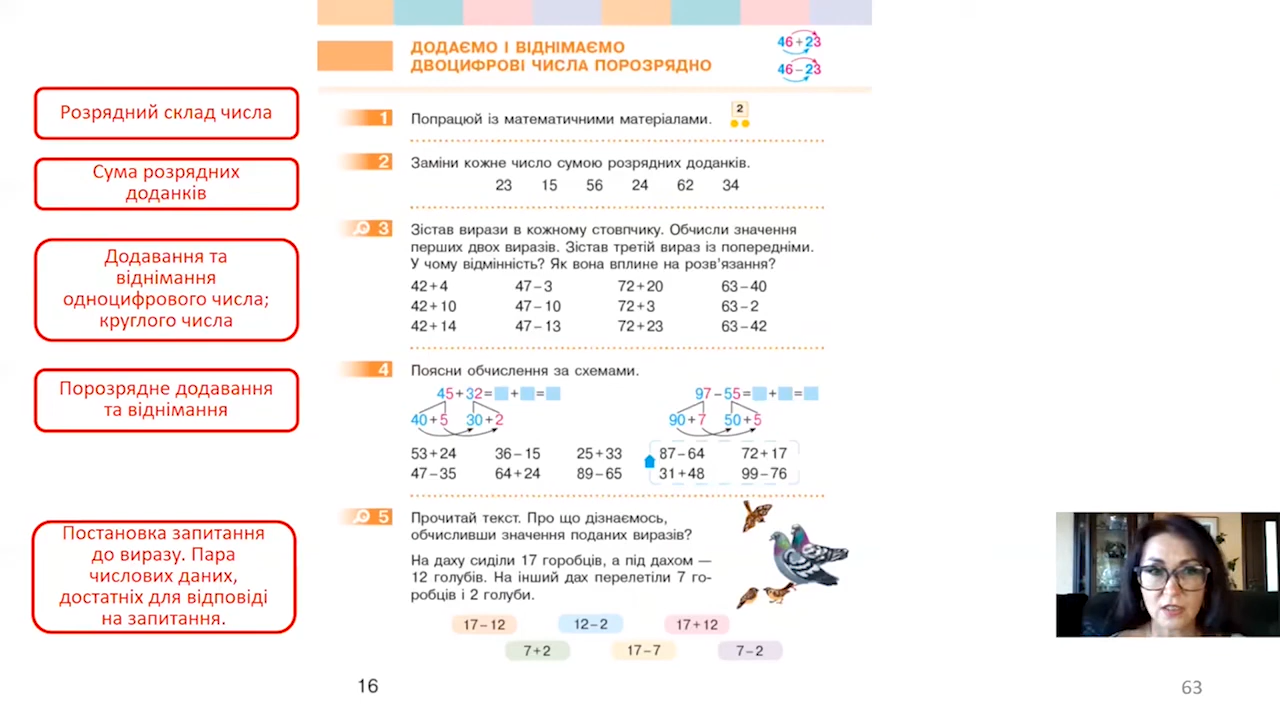 Розрядний склад числа
Сума розрядних
доданків
Додавання та
віднімання
одноцифрового числа;
круглого числа
Порозрядне додавання
та віднімання
Постановка запитання
до виразу. Пара
числових даних,
достатніх для відповіді
на запитання.
ДОДАЄМО І ВІДНІМАЄМО
ДВОЦИФРОВІ ЧИСЛА ПОРОЗРЯДНО
46+23
46−23
1 Попрацюй із математичними матеріалами. 2
2 Заміни кожне число сумою розрядних доданків.
23 15 56 24 62 34
3 Зістав вирази в кожному стовпчику. Обчисли значення
перших двох виразів. Зістав третій вираз із попередніми.
У чому відмінність? Як вона вплине на розв'язання?
42+4 47−3 72+20 63−40
42+10 47−10 72+3 63−2
42+14 47−13 72+23 63−42
4 Поясни обчислення за схемами.
45+32= + = 97−55= + =
40+5 30+2 90+7 50+5
53+24 36−15 25+33 87−64 72+17
47−35 64+24 89−65 31+48 99−76
5 Прочитай текст. Про що дізнаємось,
обчисливши значення поданих виразів?
На даху сиділи 17 горобців, а під дахом —
12 голубів. На інший дах перелетіли 7 го-
робців і 2 голуби.
17−12 12−2 17+12
7+2 17−7 7−2
16
63